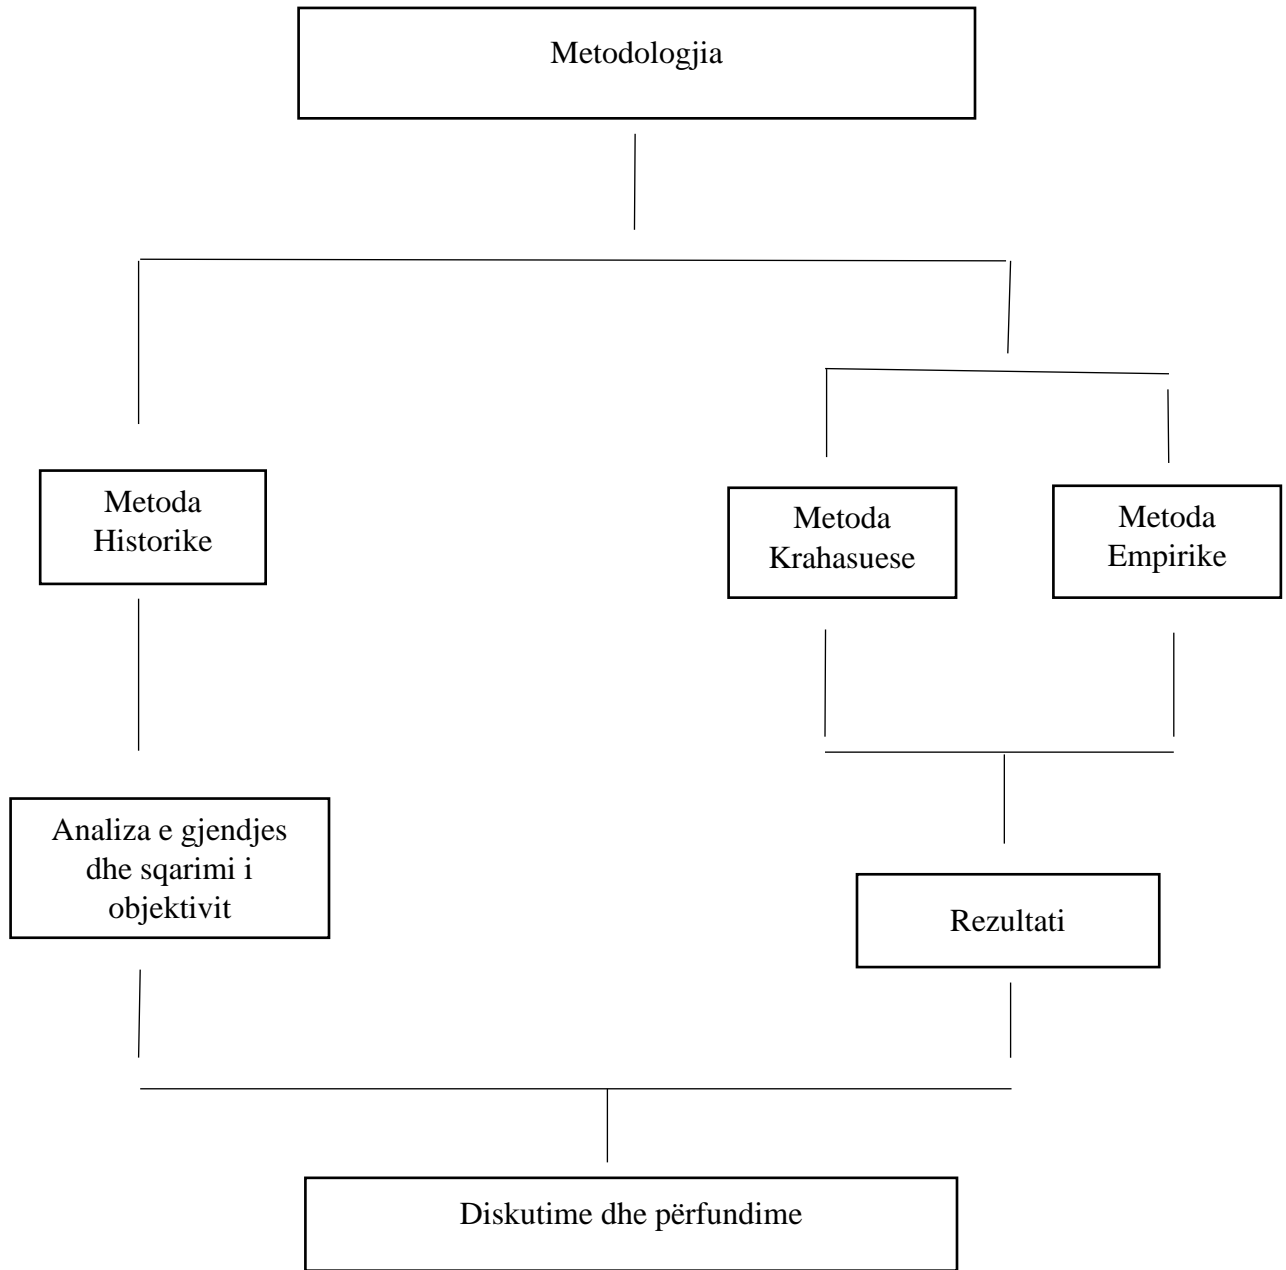 Metodologjia
Metoda
Historike
Metoda
Krahasuese
Metoda
Empirike
Analiza e gjendjes
dhe sqarimi i
objektivit
Rezultati
Diskutime dhe përfundime